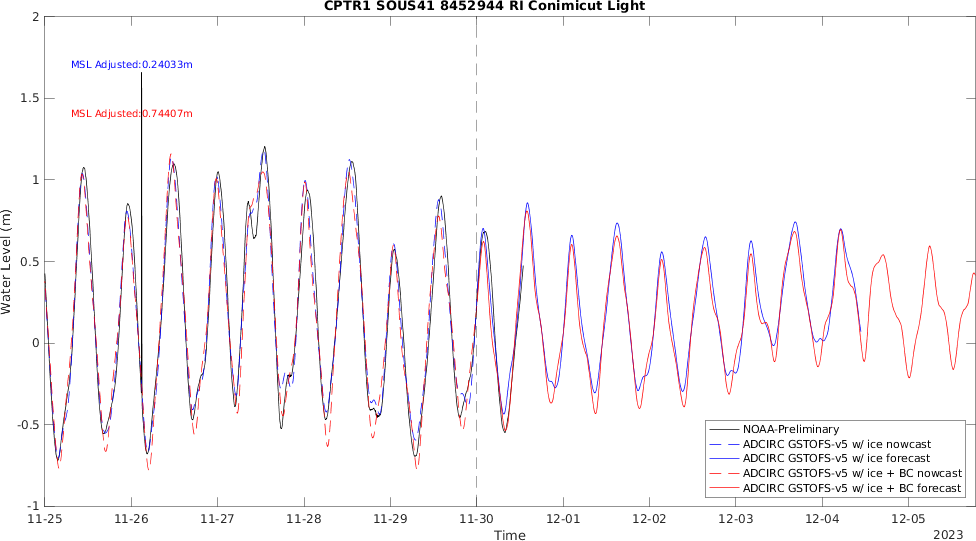 CPTR1 SOUS41 8452944 RI Conimicut Light
2
1.5
1
0.5
0
-0.5
-1
Water Level (m)
MSL Adjusted:0.24033m
MSL Adjusted:0.74407m
NOAA-Preliminary
ADCIRC GSTOFS-v5 w/ ice nowcast
ADCIRC GSTOFS-v5 w/ ice forecast
ADCIRC GSTOFS-v5 w/ ice + BC nowcast
ADCIRC GSTOFS-v5 w/ ice + BC forecast
11-25 11-26 11-27 11-28 11-29 11-30 12-01 12-02 12-03 12-04 12-05
Time
2023